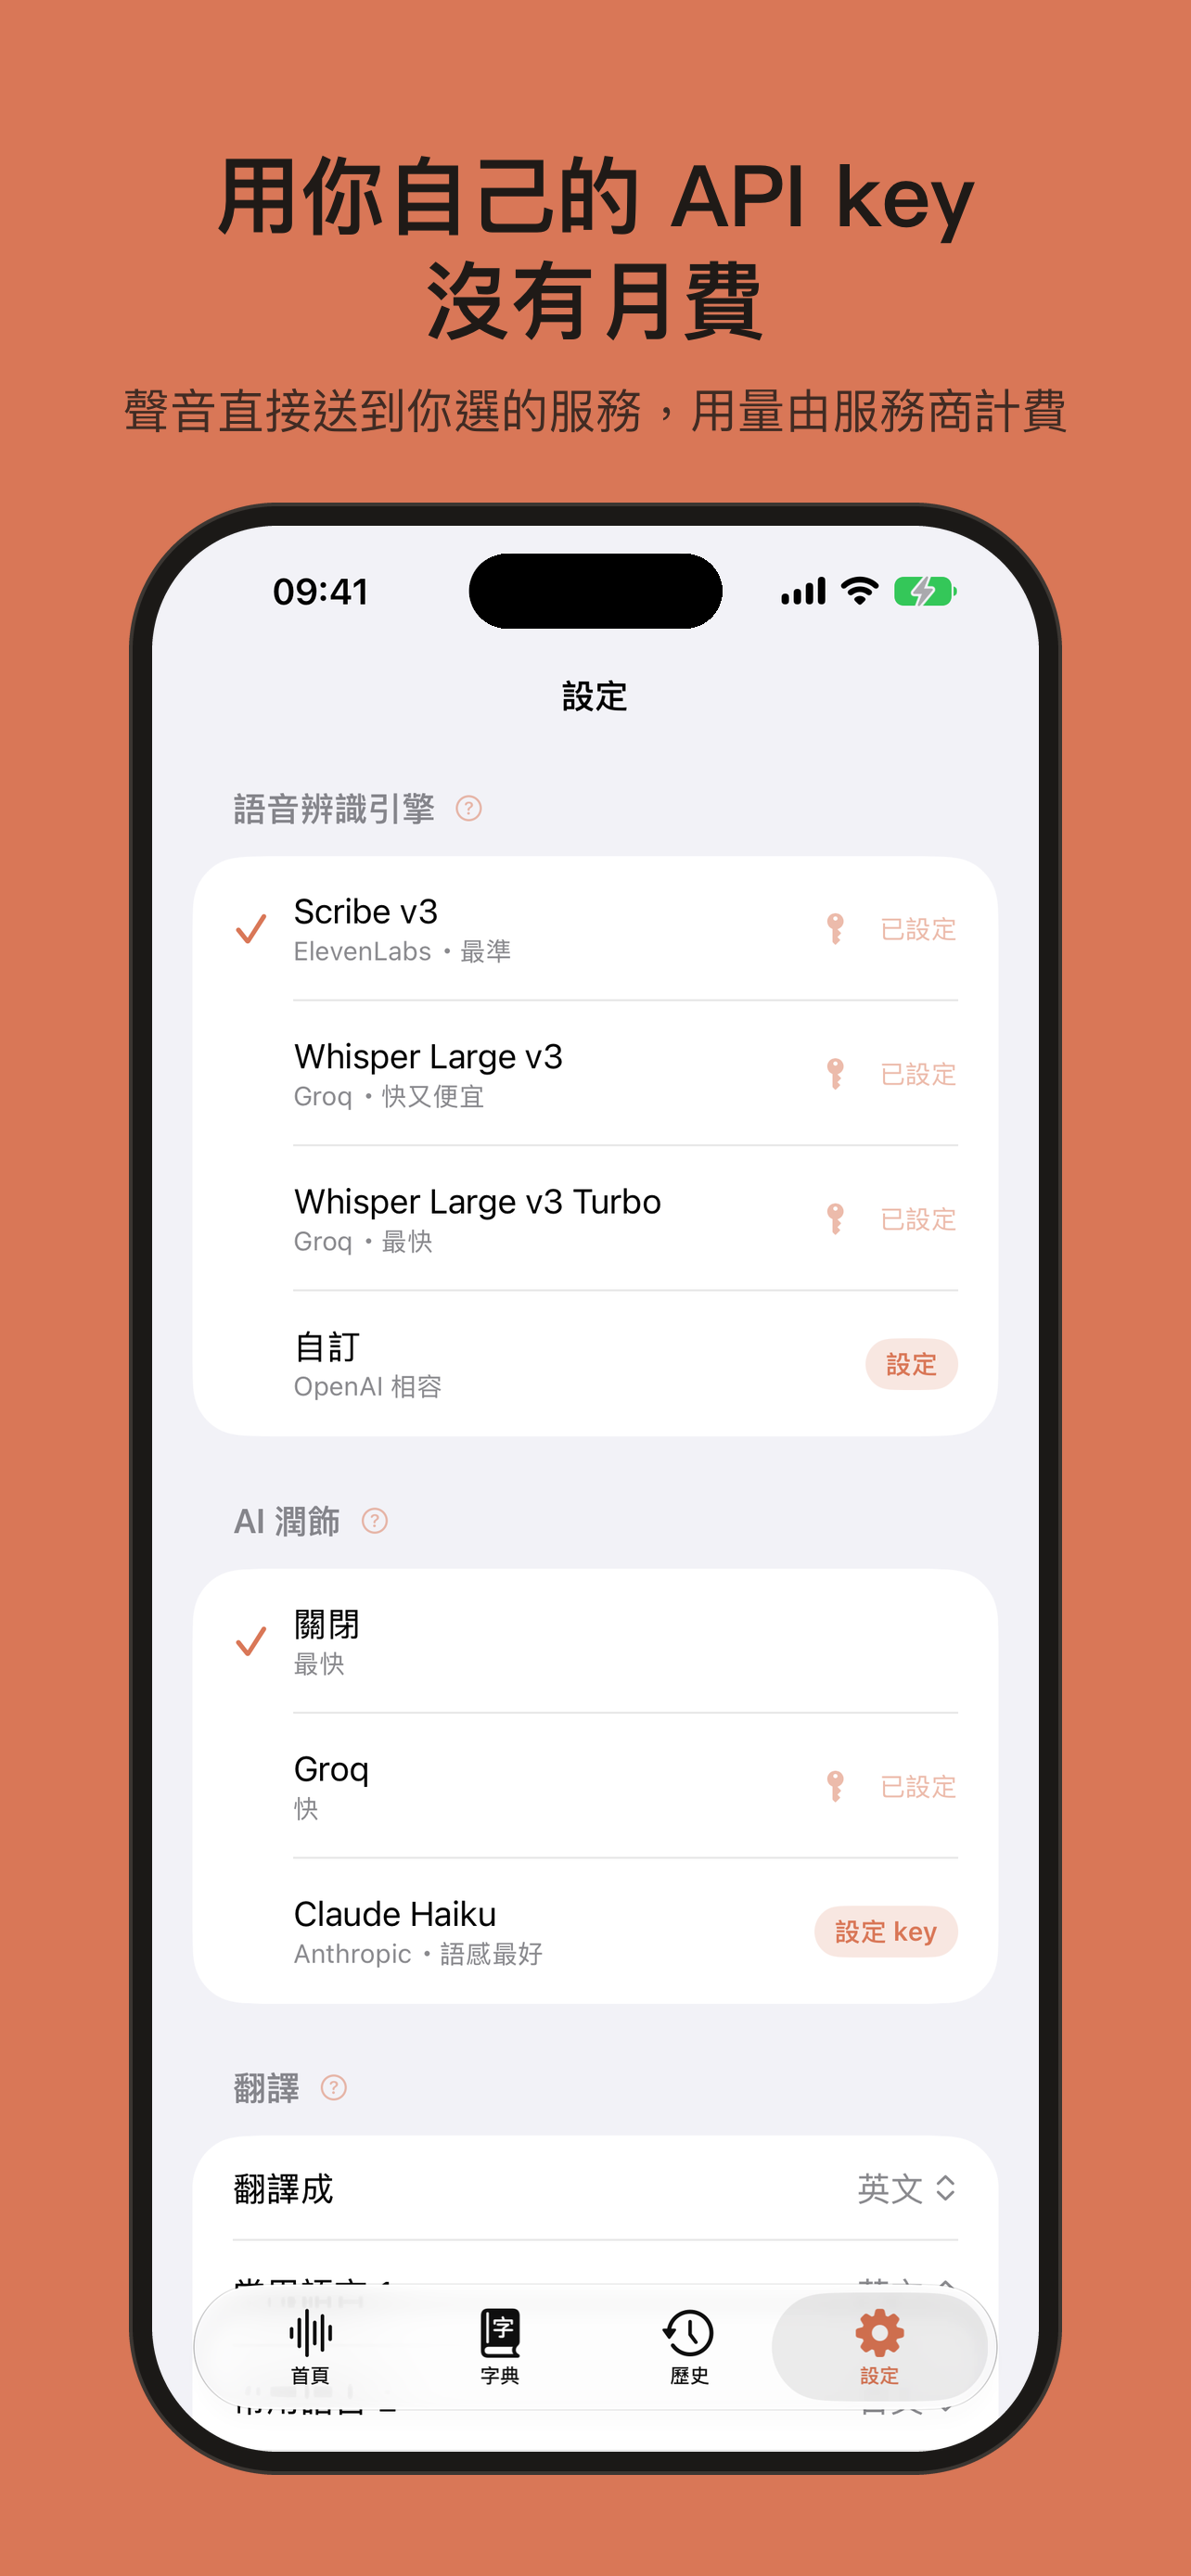 用你自己的 API key
沒有月費
聲音直接送到你選的服務，用量由服務商計費
09:41
設定
語音辨識引擎 ?
Scribe v3
ElevenLabs・最準
已設定
Whisper Large v3
Groq・快又便宜
已設定
Whisper Large v3 Turbo
Groq・最快
已設定
自訂
OpenAI 相容
設定
AI 潤飾 ?
關閉
最快
Groq
快
已設定
Claude Haiku
Anthropic・語感最好
設定 key
翻譯 ?
翻譯成
英文
字
首頁
字典
歷史
設定